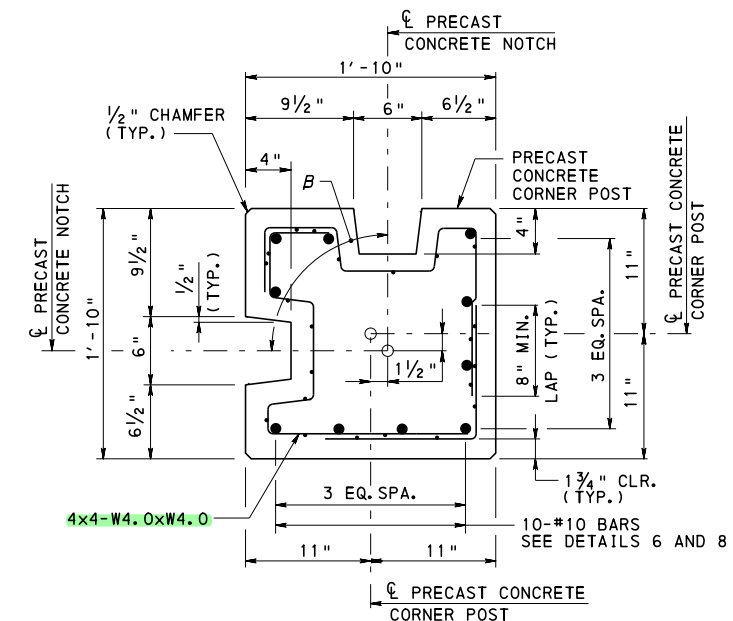 ℄ PRECAST
CONCRETE NOTCH
1'-10"
9½"
6"
6½"
½" CHAMFER
(TYP.)
4"
β
PRECAST
CONCRETE
CORNER POST
℄ PRECAST
CONCRETE NOTCH
1'-10"
9½"
½"
(TYP.)
6"
6½"
4"
11"
℄ PRECAST CONCRETE
CORNER POST
1½"
8" MIN.
LAP (TYP.)
3 EQ.SPA.
11"
1¾" CLR.
(TYP.)
3 EQ.SPA.
4x4-W4.0xW4.0
10-#10 BARS
SEE DETAILS 6 AND 8
11"
11"
℄ PRECAST CONCRETE
CORNER POST